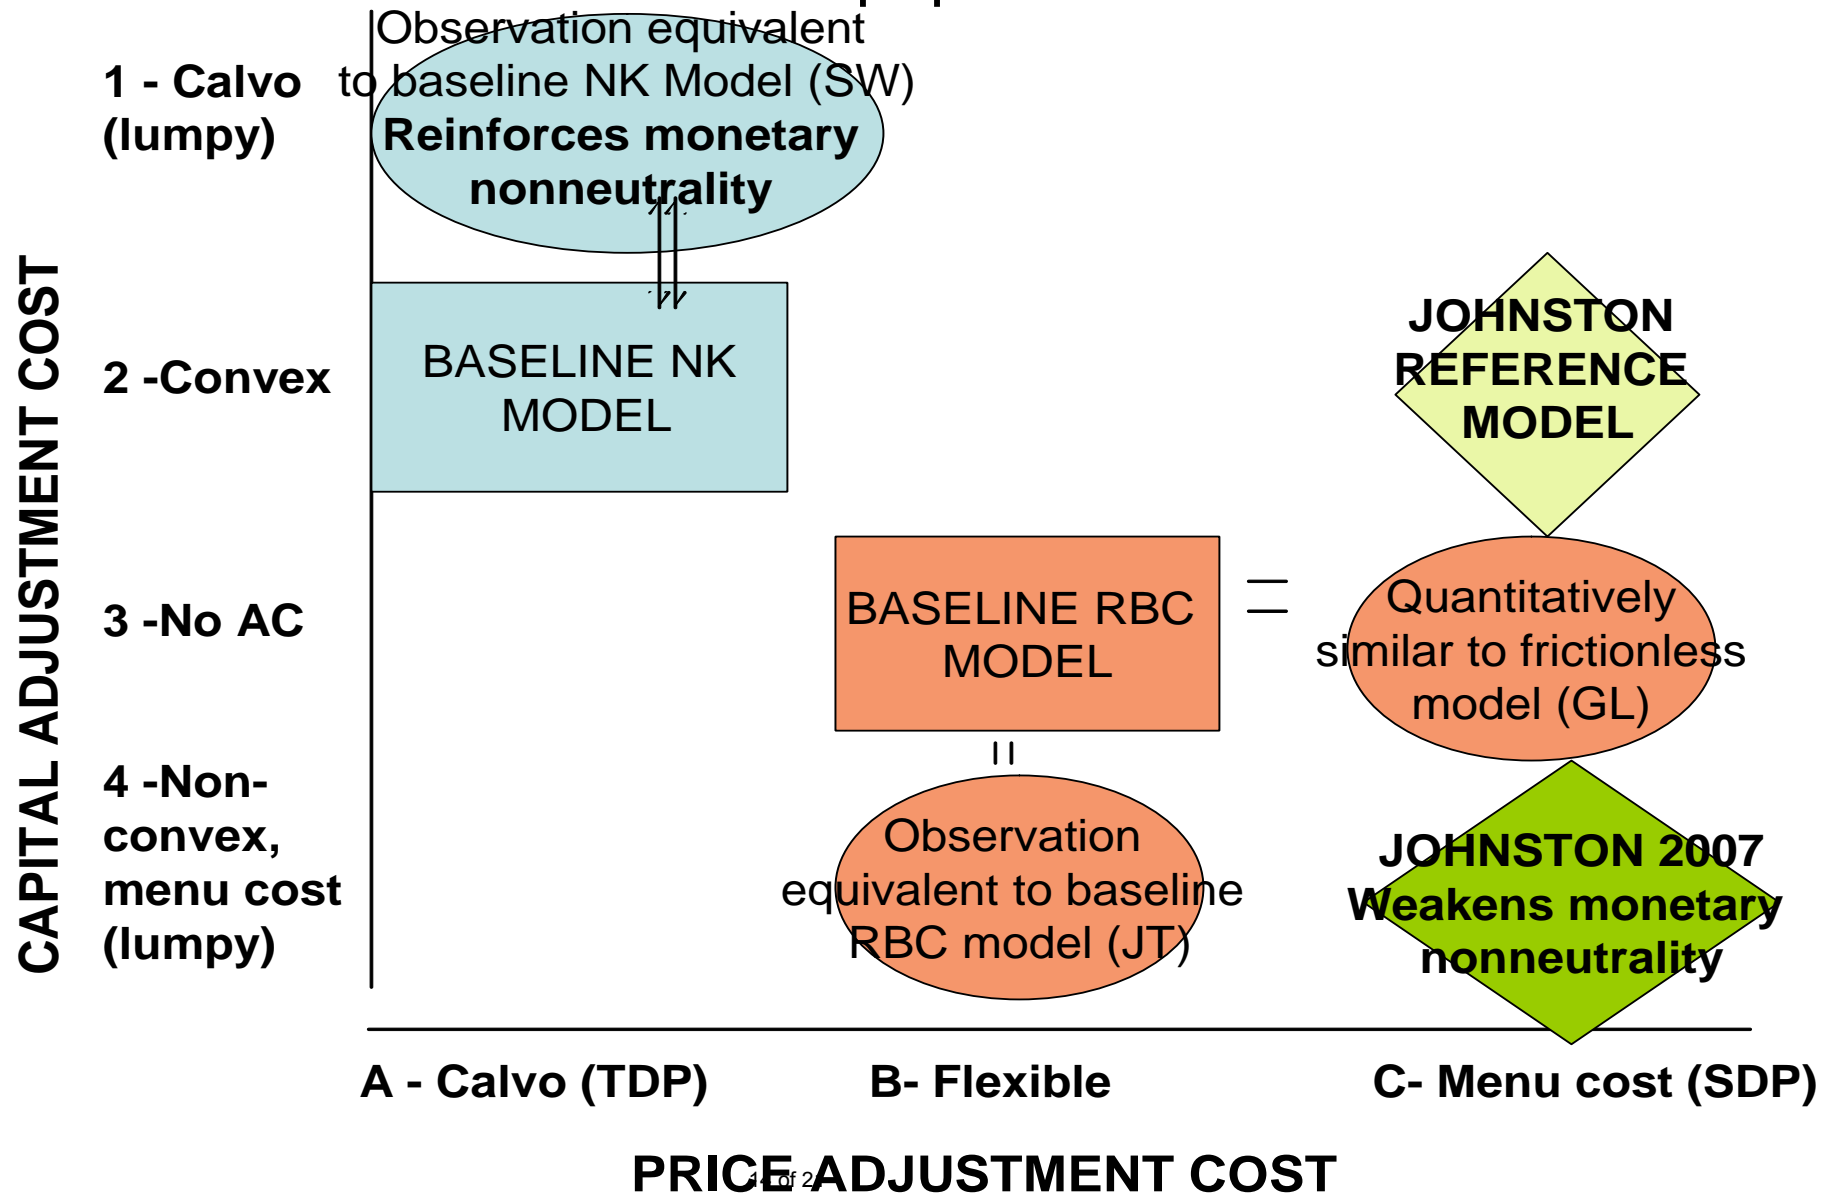 Observation equivalent
to baseline NK Model (SW)
Reinforces monetary
nonneutrality
1 - Calvo
(lumpy)
2 -Convex
BASELINE NK
MODEL
JOHNSTON
REFERENCE
MODEL
3 -No AC
BASELINE RBC
MODEL
=
Quantitatively
similar to frictionless
model (GL)
4 -Non-
convex,
menu cost
(lumpy)
Observation
equivalent to baseline
RBC model (JT)
JOHNSTON 2007
Weakens monetary
nonneutrality
CAPITAL ADJUSTMENT COST
A - Calvo (TDP)
B- Flexible
C- Menu cost (SDP)
PRICE ADJUSTMENT COST